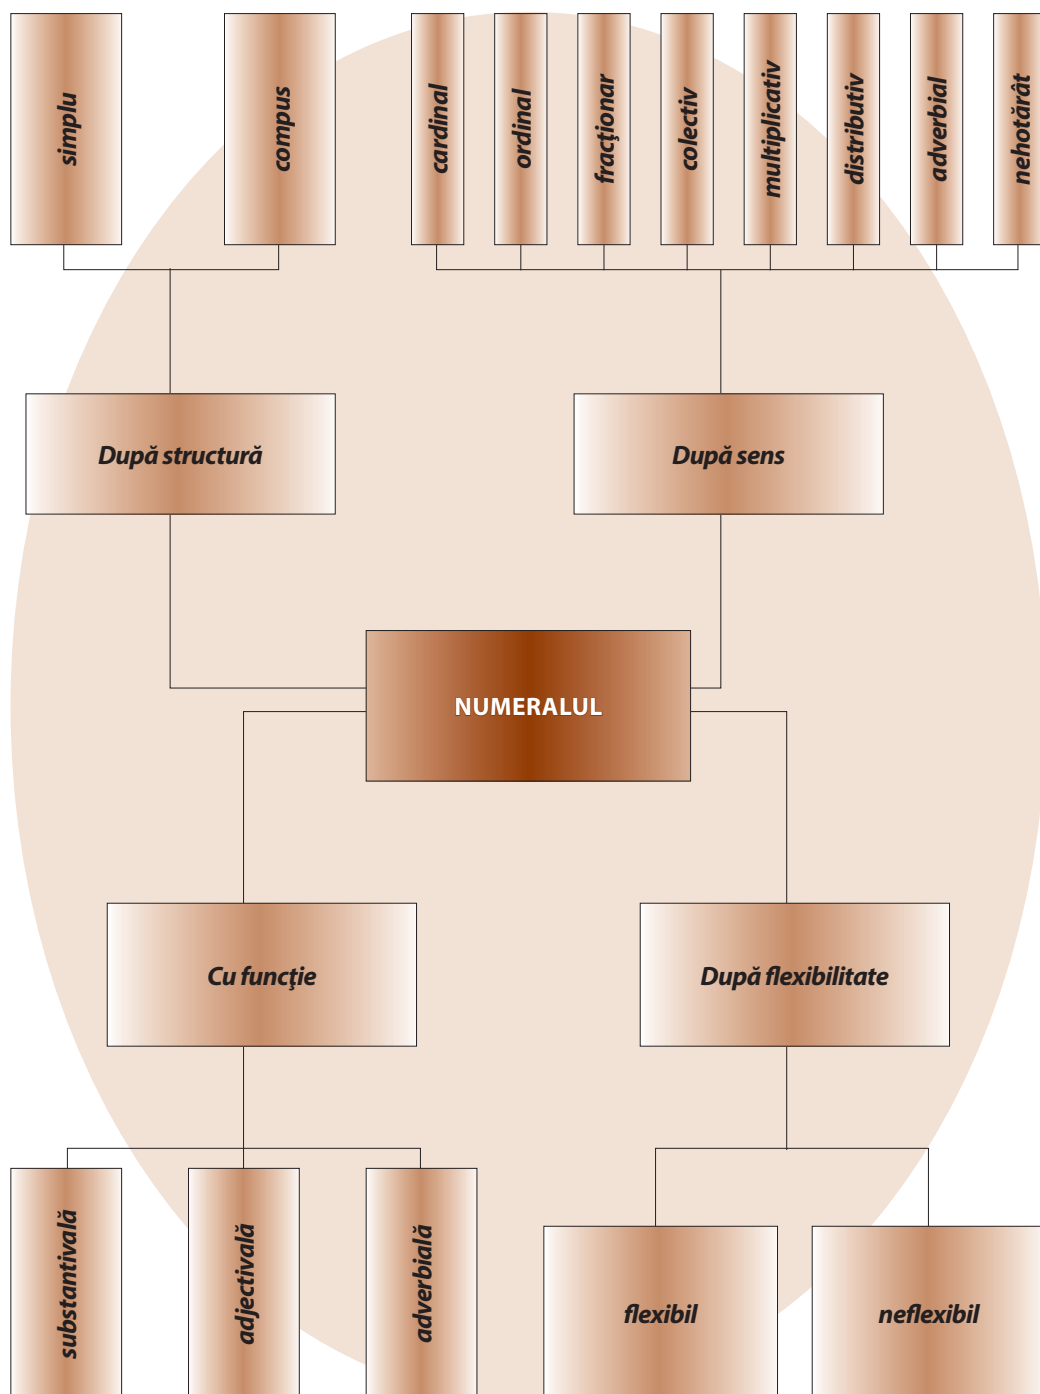 simplu
compus
cardinal
ordinal
fracţionar
colectiv
multiplicativ
distributiv
adverbial
nehotărât
După structură
După sens
NUMERALUL
Cu funcţie
După flexibilitate
substantivală
adjectivală
adverbială
flexibil
neflexibil